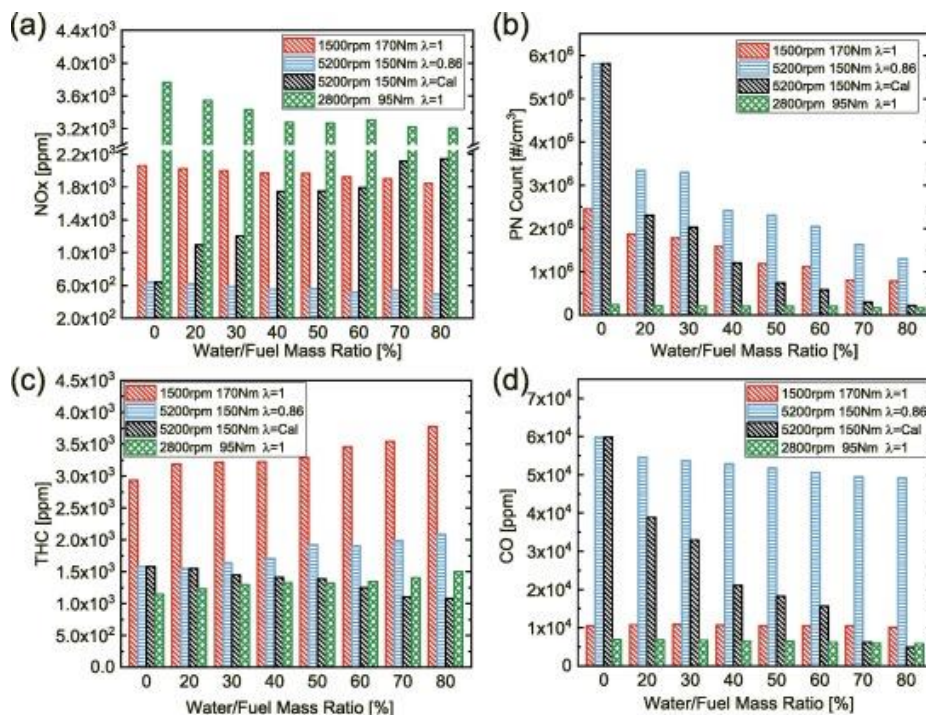 (a)
4.4x10³
4.0x10³
3.6x10³
3.2x10³
2.2x10³
1.8x10³
1.4x10³
1.0x10³
6.0x10²
2.0x10²
NOx [ppm]
1500rpm 170Nm λ=1
5200rpm 150Nm λ=0.86
5200rpm 150Nm λ=Cal
2800rpm 95Nm λ=1
0 20 30 40 50 60 70 80
Water/Fuel Mass Ratio [%]
(b)
6x10⁶
5x10⁶
3x10⁶
2x10⁶
1x10⁶
0
PN Count [#/cm³]
1500rpm 170Nm λ=1
5200rpm 150Nm λ=0.86
5200rpm 150Nm λ=Cal
2800rpm 95Nm λ=1
0 20 30 40 50 60 70 80
Water/Fuel Mass Ratio [%]
(c)
4.5x10³
4.0x10³
3.5x10³
3.0x10³
2.5x10³
2.0x10³
1.5x10³
1.0x10³
5.0x10²
0.0
THC [ppm]
1500rpm 170Nm λ=1
5200rpm 150Nm λ=0.86
5200rpm 150Nm λ=Cal
2800rpm 95Nm λ=1
0 20 30 40 50 60 70 80
Water/Fuel Mass Ratio [%]
(d)
7x10⁴
6x10⁴
5x10⁴
4x10⁴
3x10⁴
2x10⁴
1x10⁴
0
CO [ppm]
1500rpm 170Nm λ=1
5200rpm 150Nm λ=0.86
5200rpm 150Nm λ=Cal
2800rpm 95Nm λ=1
0 20 30 40 50 60 70 80
Water/Fuel Mass Ratio [%]